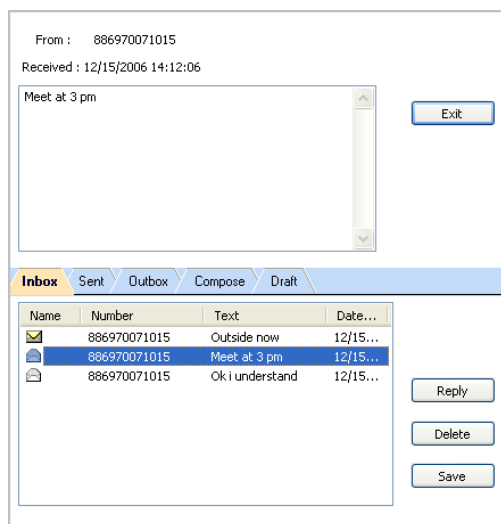 From : 886970071015
Received : 12/15/2006 14:12:06
Meet at 3 pm
Exit
Inbox Sent Outbox Compose Draft
Name Number Text Date...
886970071015 Outside now 12/15...
886970071015 Meet at 3 pm 12/15...
886970071015 Ok i understand 12/15...
Reply
Delete
Save